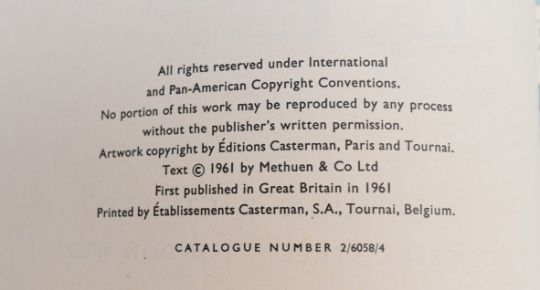 All rights reserved under International
and Pan-American Copyright Conventions.
No portion of this work may be reproduced by any process
without the publisher's written permission.
Artwork copyright by Éditions Casterman, Paris and Tournai.
Text © 1961 by Methuen & Co Ltd
First published in Great Britain in 1961
Printed by Établissements Casterman, S.A., Tournai, Belgium.
CATALOGUE NUMBER 2/6058/4